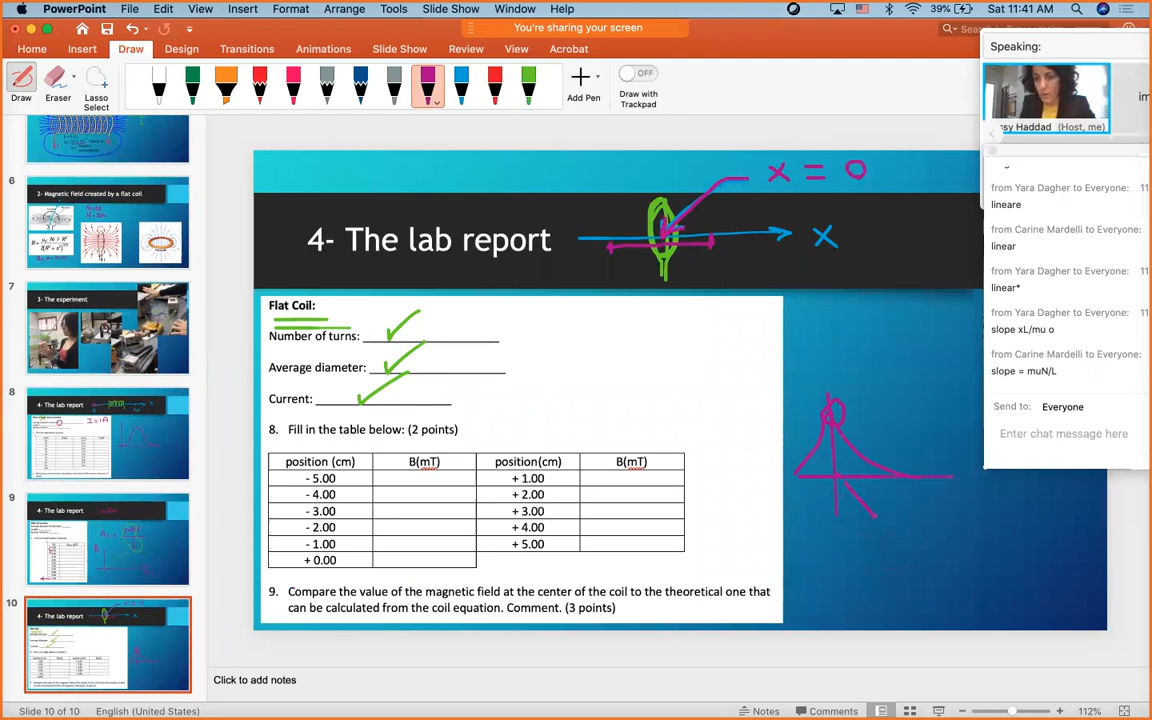 PowerPoint File Edit View Insert Format Arrange Tools Slide Show Window Help 39% Sat 11:41 AM
You're sharing your screen
Home Insert Draw Design Transitions Animations Slide Show Review View Acrobat
Draw
Eraser
Lasso
Select
Add Pen
OFF
Draw with
Trackpad
Speaking:
ssy Haddad (Host, me)
from Yara Dagher to Everyone: 11
lineare
from Carine Mardelli to Everyone: 11
linear
from Yara Dagher to Everyone: 11
linear*
from Yara Dagher to Everyone: 11
slope xL/mu o
from Carine Mardelli to Everyone: 11
slope = muN/L
Send to: Everyone
Enter chat message here
6
2- Magnetic field created by a flat coil
7
3- The experiment
8
4- The lab report
I = 1A
9
4- The lab report
10
4- The lab report
x = 0
4- The lab report
x
Flat Coil:
Number of turns:
Average diameter:
Current:
8. Fill in the table below: (2 points)
position (cm) B(mT) position(cm) B(mT)
- 5.00 + 1.00
- 4.00 + 2.00
- 3.00 + 3.00
- 2.00 + 4.00
- 1.00 + 5.00
+ 0.00
9. Compare the value of the magnetic field at the center of the coil to the theoretical one that
can be calculated from the coil equation. Comment. (3 points)
Click to add notes
Slide 10 of 10 English (United States) Notes Comments 112%